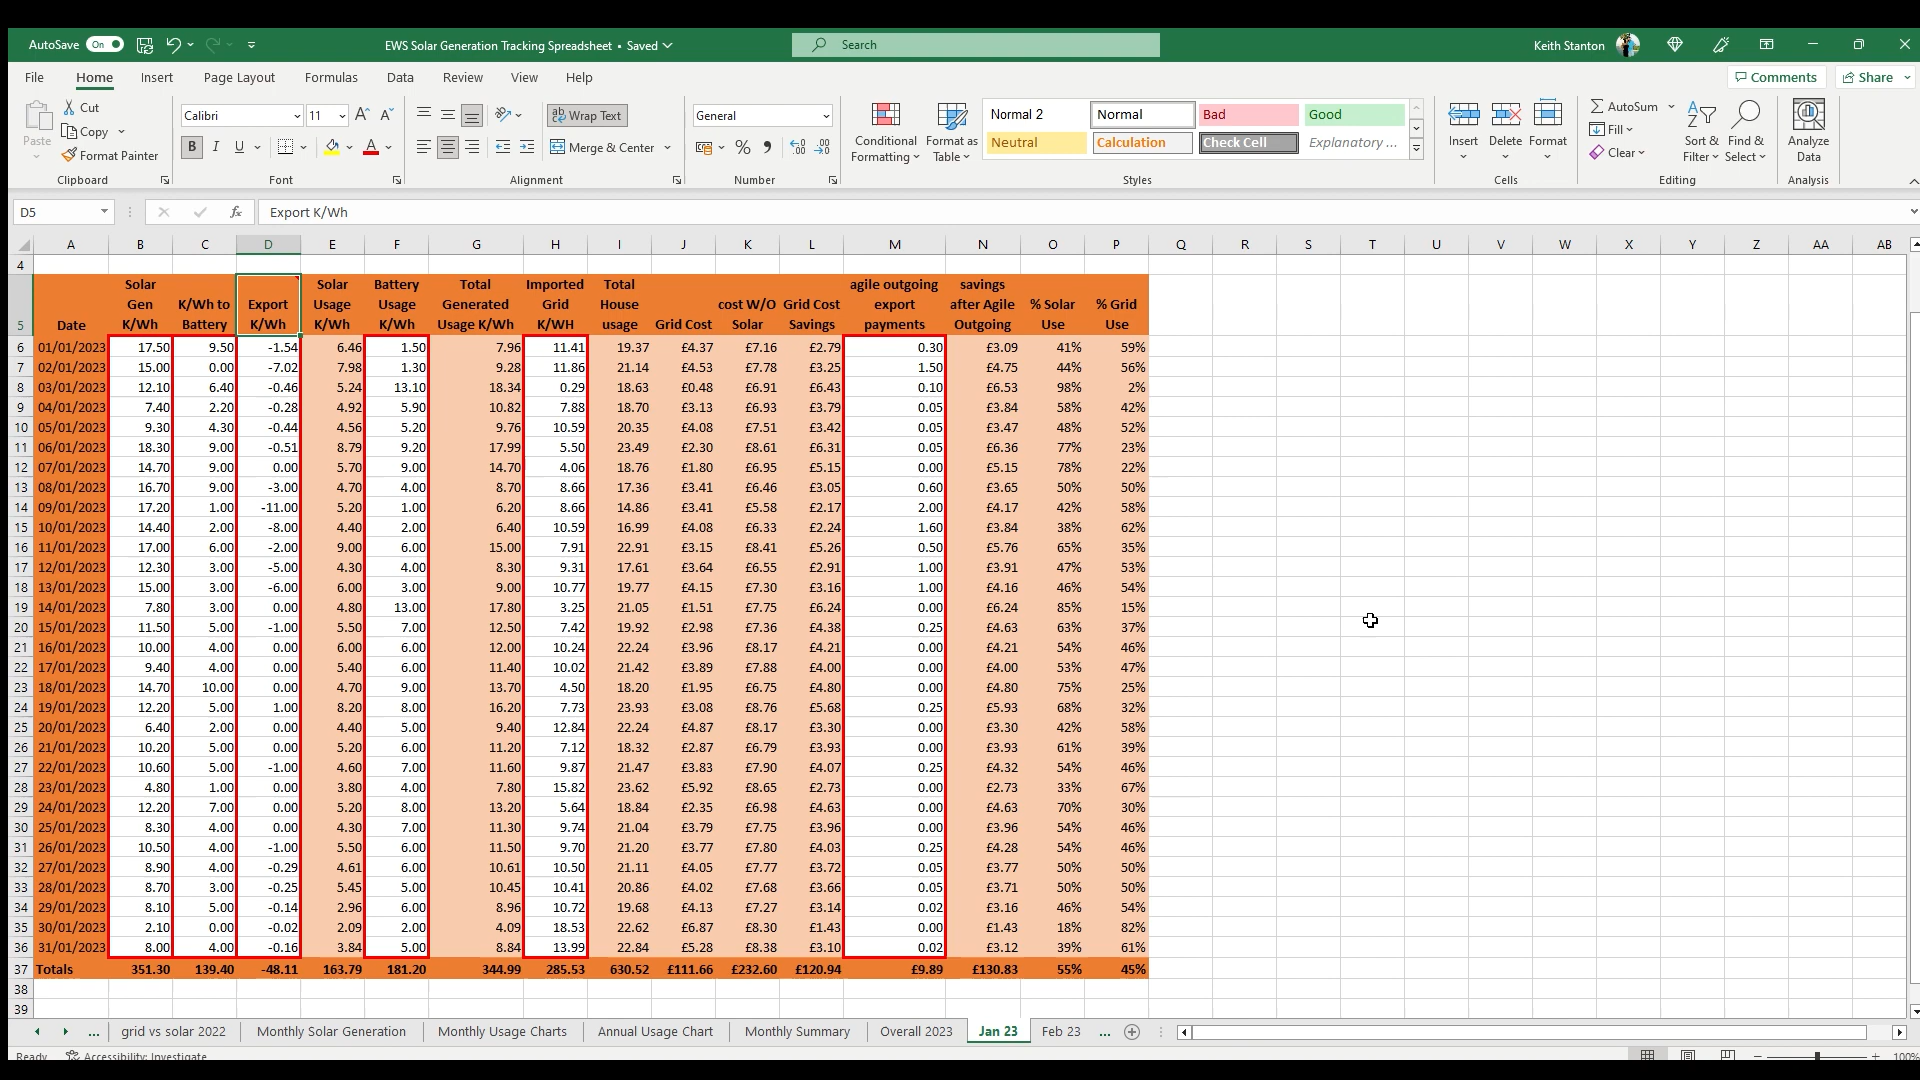 AutoSave On EWS Solar Generation Tracking Spreadsheet • Saved Search Keith Stanton
File Home Insert Page Layout Formulas Data Review View Help Comments Share
Paste Cut Copy Format Painter Clipboard
Calibri 11 B I U A Font
Wrap Text Merge & Center Alignment
General % Number
Conditional Formatting Format as Table Normal 2 Normal Bad Good Neutral Calculation Check Cell Explanatory ... Styles
Insert Delete Format Cells
AutoSum Fill Clear Sort & Filter Find & Select Editing
Analyze Data Analysis
D5 fx Export K/Wh
A B C D E F G H I J K L M N O P Q R S T U V W X Y Z AA AB
4
5 Date Solar Gen K/Wh K/Wh to Battery Export K/Wh Solar Usage K/Wh Battery Usage K/Wh Total Generated Usage K/Wh Imported Grid K/WH Total House usage Grid Cost cost W/O Solar Grid Cost Savings agile outgoing export payments savings after Agile Outgoing % Solar Use % Grid Use
6 01/01/2023 17.50 9.50 -1.54 6.46 1.50 7.96 11.41 19.37 £4.37 £7.16 £2.79 0.30 £3.09 41% 59%
7 02/01/2023 15.00 0.00 -7.02 7.98 1.30 9.28 11.86 21.14 £4.53 £7.78 £3.25 1.50 £4.75 44% 56%
8 03/01/2023 12.10 6.40 -0.46 5.24 13.10 18.34 0.29 18.63 £0.48 £6.91 £6.43 0.10 £6.53 98% 2%
9 04/01/2023 7.40 2.20 -0.28 4.92 5.90 10.82 7.88 18.70 £3.13 £6.93 £3.79 0.05 £3.84 58% 42%
10 05/01/2023 9.30 4.30 -0.44 4.56 5.20 9.76 10.59 20.35 £4.08 £7.51 £3.42 0.05 £3.47 48% 52%
11 06/01/2023 18.30 9.00 -0.51 8.79 9.20 17.99 5.50 23.49 £2.30 £8.61 £6.31 0.05 £6.36 77% 23%
12 07/01/2023 14.70 9.00 0.00 5.70 9.00 14.70 4.06 18.76 £1.80 £6.95 £5.15 0.00 £5.15 78% 22%
13 08/01/2023 16.70 9.00 -3.00 4.70 4.00 8.70 8.66 17.36 £3.41 £6.46 £3.05 0.60 £3.65 50% 50%
14 09/01/2023 17.20 1.00 -11.00 5.20 1.00 6.20 8.66 14.86 £3.41 £5.58 £2.17 2.00 £4.17 42% 58%
15 10/01/2023 14.40 2.00 -8.00 4.40 2.00 6.40 10.59 16.99 £4.08 £6.33 £2.24 1.60 £3.84 38% 62%
16 11/01/2023 17.00 6.00 -2.00 9.00 6.00 15.00 7.91 22.91 £3.15 £8.41 £5.26 0.50 £5.76 65% 35%
17 12/01/2023 12.30 3.00 -5.00 4.30 4.00 8.30 9.31 17.61 £3.64 £6.55 £2.91 1.00 £3.91 47% 53%
18 13/01/2023 15.00 3.00 -6.00 6.00 3.00 9.00 10.77 19.77 £4.15 £7.30 £3.16 1.00 £4.16 46% 54%
19 14/01/2023 7.80 3.00 0.00 4.80 13.00 17.80 3.25 21.05 £1.51 £7.75 £6.24 0.00 £6.24 85% 15%
20 15/01/2023 11.50 5.00 -1.00 5.50 7.00 12.50 7.42 19.92 £2.98 £7.36 £4.38 0.25 £4.63 63% 37%
21 16/01/2023 10.00 4.00 0.00 6.00 6.00 12.00 10.24 22.24 £3.96 £8.17 £4.21 0.00 £4.21 54% 46%
22 17/01/2023 9.40 4.00 0.00 5.40 6.00 11.40 10.02 21.42 £3.89 £7.88 £4.00 0.00 £4.00 53% 47%
23 18/01/2023 14.70 10.00 0.00 4.70 9.00 13.70 4.50 18.20 £1.95 £6.75 £4.80 0.00 £4.80 75% 25%
24 19/01/2023 12.20 5.00 1.00 8.20 8.00 16.20 7.73 23.93 £3.08 £8.76 £5.68 0.25 £5.93 68% 32%
25 20/01/2023 6.40 2.00 0.00 4.40 5.00 9.40 12.84 22.24 £4.87 £8.17 £3.30 0.00 £3.30 42% 58%
26 21/01/2023 10.20 5.00 0.00 5.20 6.00 11.20 7.12 18.32 £2.87 £6.79 £3.93 0.00 £3.93 61% 39%
27 22/01/2023 10.60 5.00 -1.00 4.60 7.00 11.60 9.87 21.47 £3.83 £7.90 £4.07 0.25 £4.32 54% 46%
28 23/01/2023 4.80 1.00 0.00 3.80 4.00 7.80 15.82 23.62 £5.92 £8.65 £2.73 0.00 £2.73 33% 67%
29 24/01/2023 12.20 7.00 0.00 5.20 8.00 13.20 5.64 18.84 £2.35 £6.98 £4.63 0.00 £4.63 70% 30%
30 25/01/2023 8.30 4.00 0.00 4.30 7.00 11.30 9.74 21.04 £3.79 £7.75 £3.96 0.00 £3.96 54% 46%
31 26/01/2023 10.50 4.00 -1.00 5.50 6.00 11.50 9.70 21.20 £3.77 £7.80 £4.03 0.25 £4.28 54% 46%
32 27/01/2023 8.90 4.00 -0.29 4.61 6.00 10.61 10.50 21.11 £4.05 £7.77 £3.72 0.05 £3.77 50% 50%
33 28/01/2023 8.70 3.00 -0.25 5.45 5.00 10.45 10.41 20.86 £4.02 £7.68 £3.66 0.05 £3.71 50% 50%
34 29/01/2023 8.10 5.00 -0.14 2.96 6.00 8.96 10.72 19.68 £4.13 £7.27 £3.14 0.02 £3.16 46% 54%
35 30/01/2023 2.10 0.00 -0.02 2.09 2.00 4.09 18.53 22.62 £6.87 £8.30 £1.43 0.00 £1.43 18% 82%
36 31/01/2023 8.00 4.00 -0.16 3.84 5.00 8.84 13.99 22.84 £5.28 £8.38 £3.10 0.02 £3.12 39% 61%
37 Totals 351.30 139.40 -48.11 163.79 181.20 344.99 285.53 630.52 £111.66 £232.60 £120.94 £9.89 £130.83 55% 45%
38
39
... grid vs solar 2022 Monthly Solar Generation Monthly Usage Charts Annual Usage Chart Monthly Summary Overall 2023 Jan 23 Feb 23 ...
Ready Accessibility: Investigate 100%